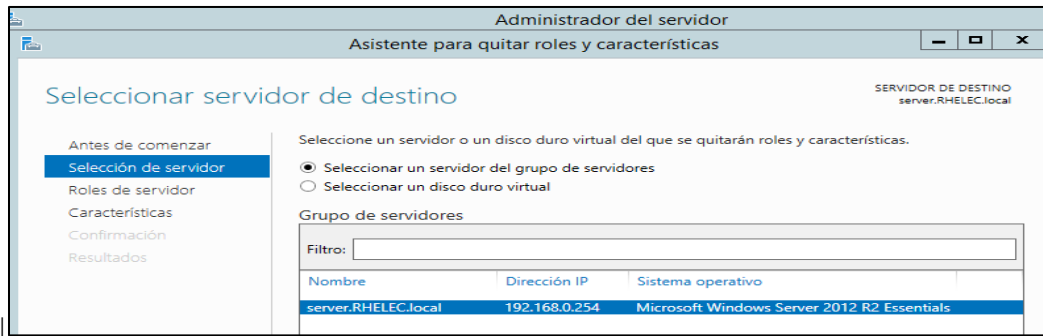 Administrador del servidor
Asistente para quitar roles y características
Seleccionar servidor de destino
SERVIDOR DE DESTINO
server.RHELEC.local
Antes de comenzar
Selección de servidor
Roles de servidor
Características
Confirmación
Resultados
Seleccione un servidor o un disco duro virtual del que se quitarán roles y características.
Seleccionar un servidor del grupo de servidores
Seleccionar un disco duro virtual
Grupo de servidores
Filtro:
Nombre Dirección IP Sistema operativo
server.RHELEC.local 192.168.0.254 Microsoft Windows Server 2012 R2 Essentials